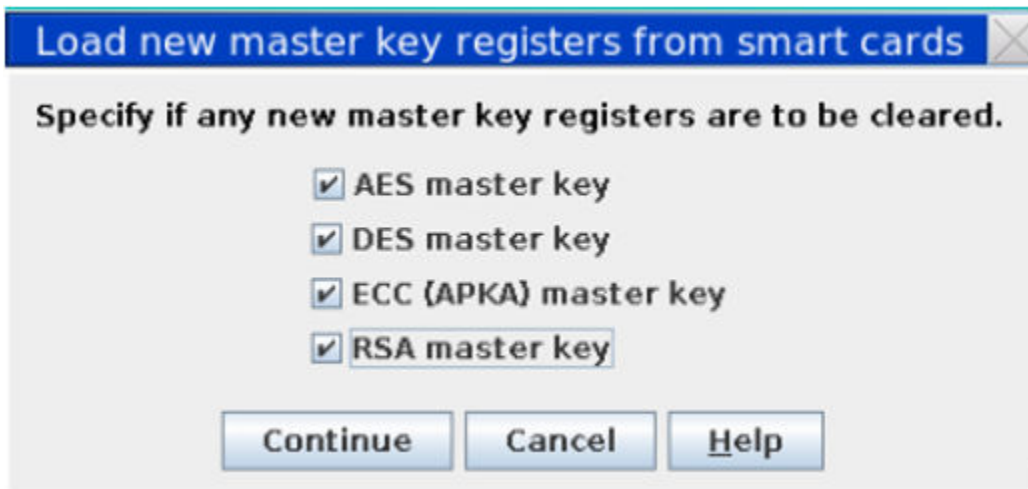 Load new master key registers from smart cards
Specify if any new master key registers are to be cleared.
AES master key
DES master key
ECC (APKA) master key
RSA master key
Continue Cancel Help